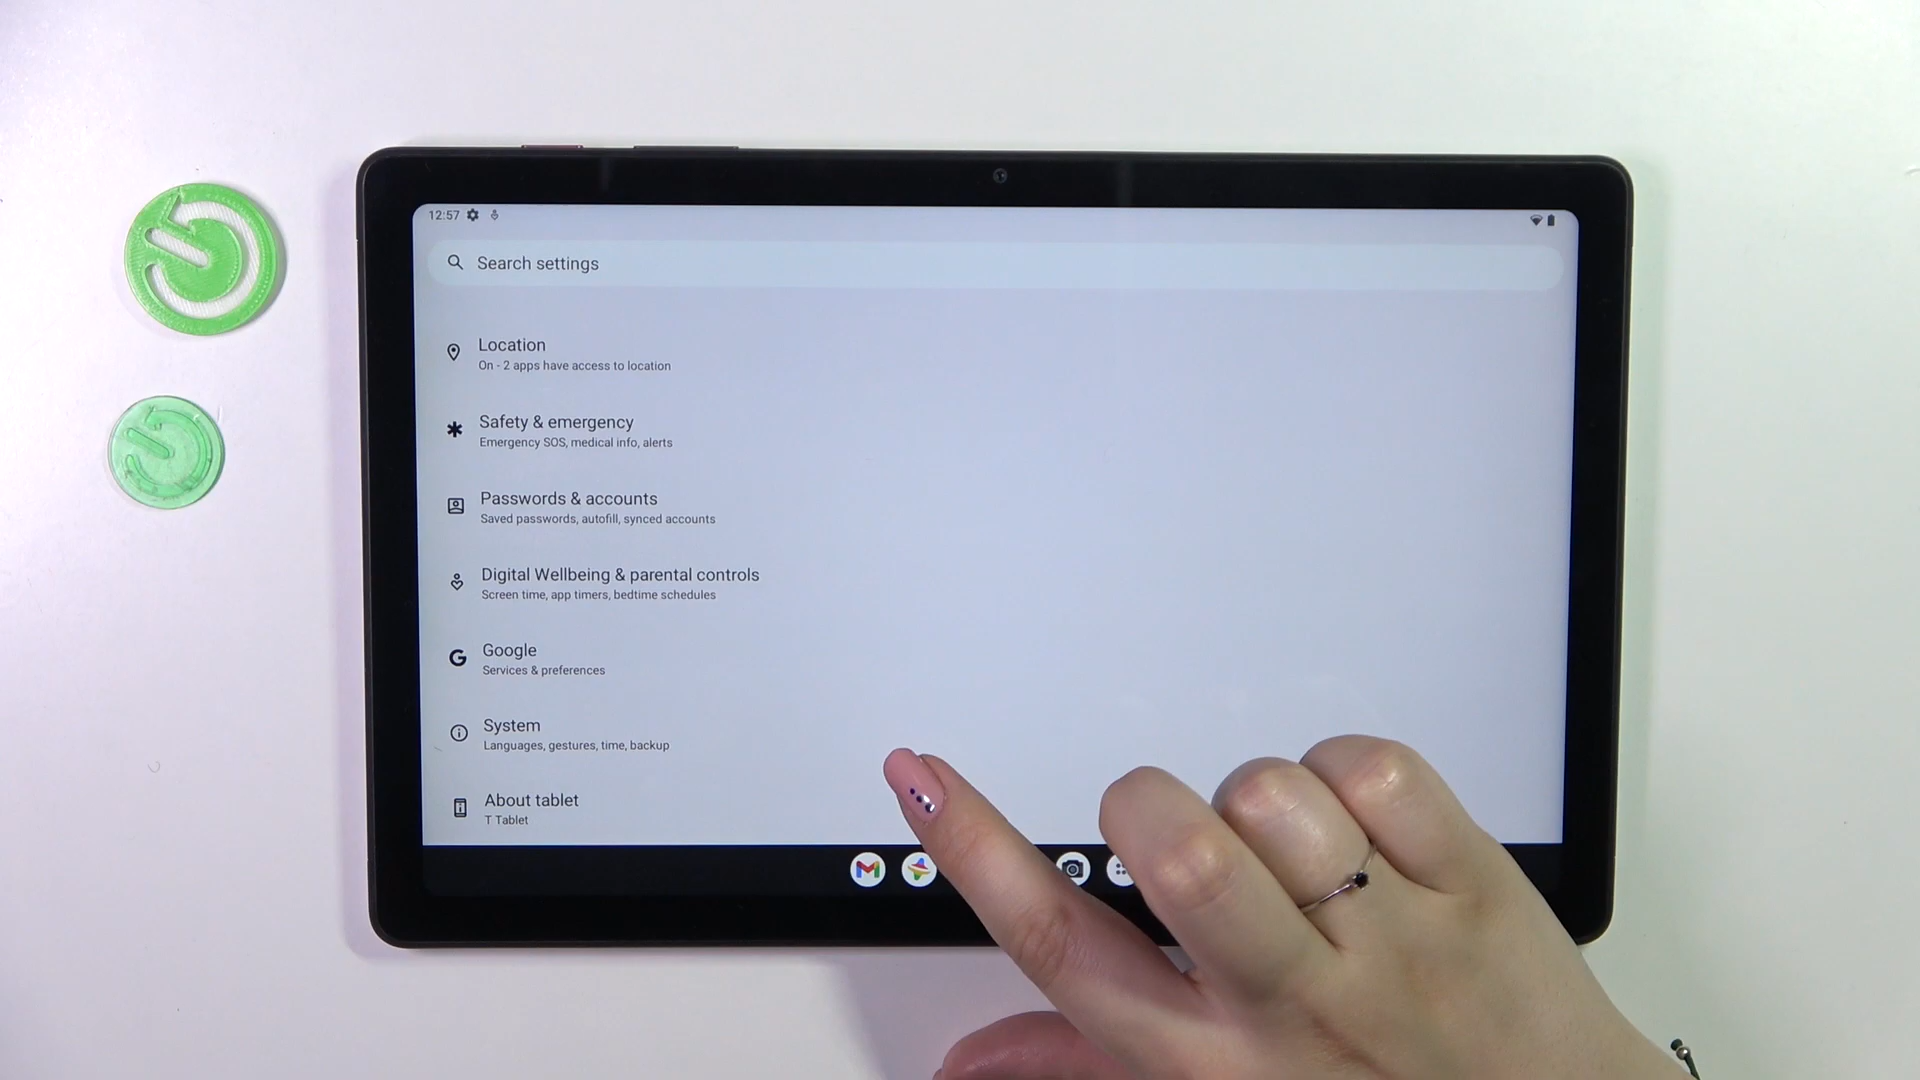 12:57
Search settings
Location
On - 2 apps have access to location
Safety & emergency
Emergency SOS, medical info, alerts
Passwords & accounts
Saved passwords, autofill, synced accounts
Digital Wellbeing & parental controls
Screen time, app timers, bedtime schedules
Google
Services & preferences
System
Languages, gestures, time, backup
About tablet
T Tablet